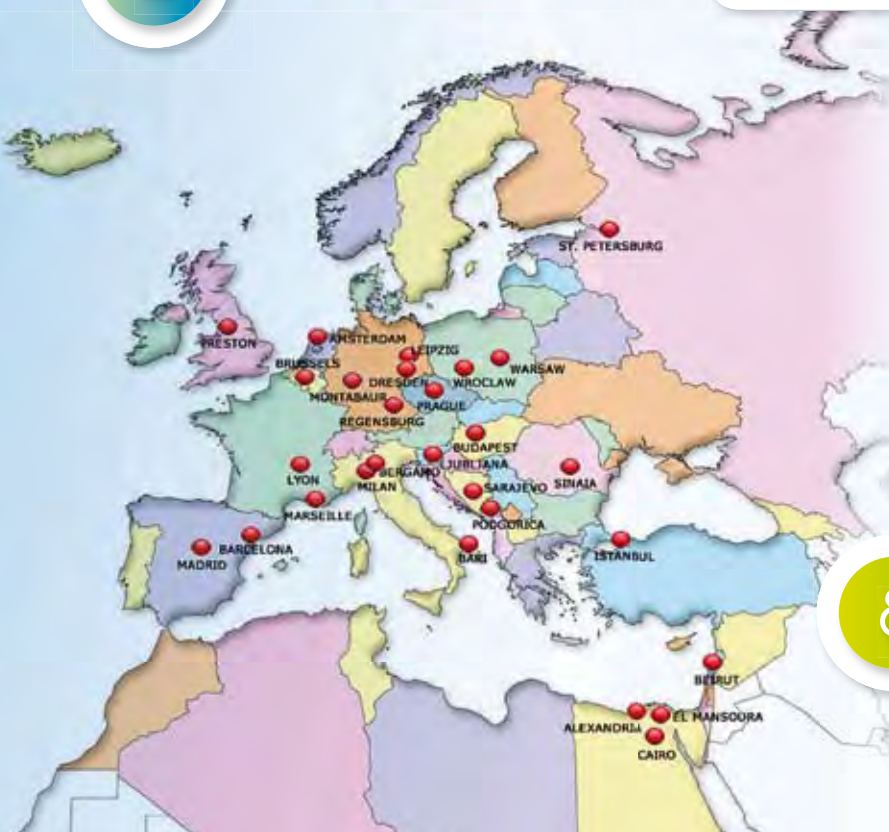 ST. PETERSBURG
PRESTON
AMSTERDAM
LEIPZIG
BRUSSELS
WARSAW
DRESDEN
WROCLAW
MONTABAUR
PRAGUE
REGENSBURG
BUDAPEST
LJUBLJANA
LYON
BERGAMO
MILAN
SINAIA
SARAJEVO
MARSEILLE
PODGORICA
BARCELONA
MADRID
BARI
ISTANBUL
BEIRUT
EL MANSOURA
ALEXANDRIA
CAIRO